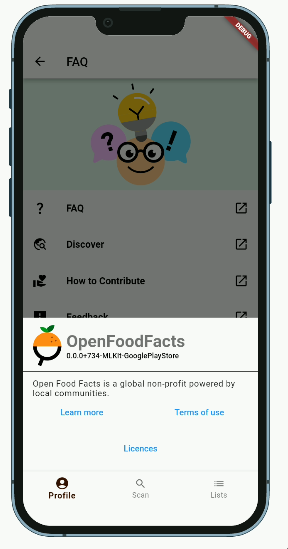 DEBUG
FAQ
? !
? FAQ
Discover
How to Contribute
Feedback
OpenFoodFacts
0.0.0+734-MLKit-GooglePlayStore
Open Food Facts is a global non-profit powered by
local communities.
Learn more Terms of use
Licences
Profile Scan Lists